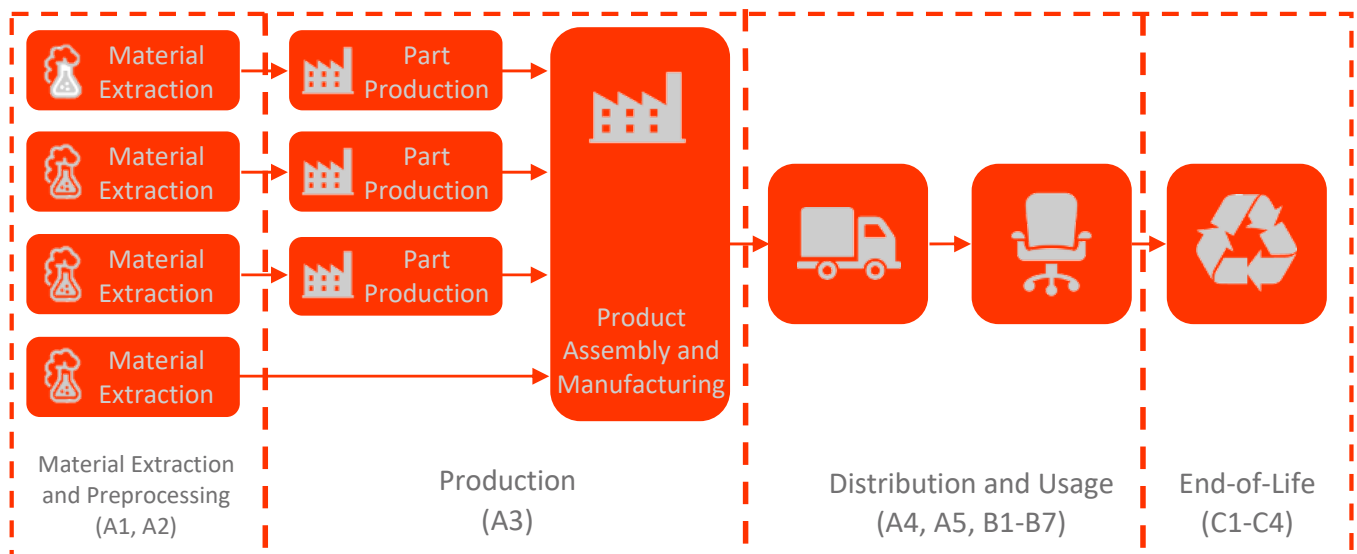 Material
Extraction
Part
Production
Material
Extraction
Part
Production
Material
Extraction
Part
Production
Material
Extraction
Product
Assembly and
Manufacturing
Material Extraction
and Preprocessing
(A1, A2)
Production
(A3)
Distribution and Usage
(A4, A5, B1-B7)
End-of-Life
(C1-C4)